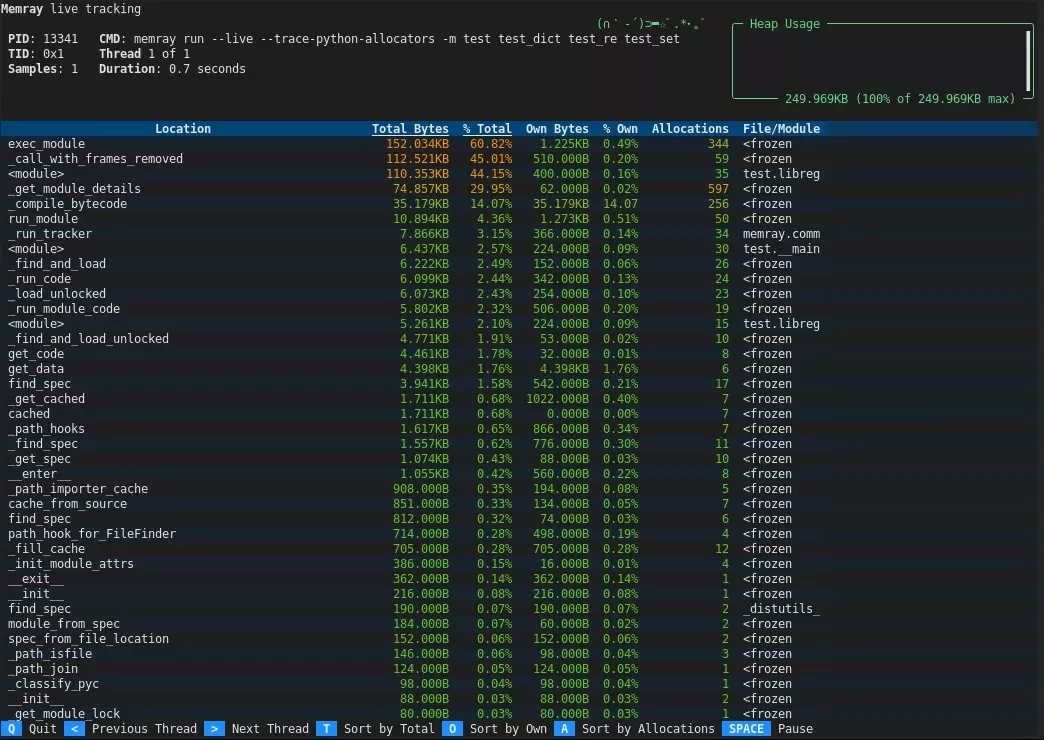 Memray live tracking
(∩｀-´)⊃━☆ﾟ.*･｡ﾟ
Heap Usage
PID: 13341 CMD: memray run --live --trace-python-allocators -m test test_dict test_re test_set
TID: 0x1 Thread 1 of 1
Samples: 1 Duration: 0.7 seconds
249.969KB (100% of 249.969KB max)
Location Total Bytes % Total Own Bytes % Own Allocations File/Module
exec_module 152.034KB 60.82% 1.225KB 0.49% 344 <frozen
_call_with_frames_removed 112.521KB 45.01% 510.000B 0.20% 59 <frozen
<module> 110.353KB 44.15% 400.000B 0.16% 35 test.libreg
_get_module_details 74.857KB 29.95% 62.000B 0.02% 597 <frozen
_compile_bytecode 35.179KB 14.07% 35.179KB 14.07 256 <frozen
run_module 10.894KB 4.36% 1.273KB 0.51% 50 <frozen
_run_tracker 7.866KB 3.15% 366.000B 0.14% 34 memray.comm
<module> 6.437KB 2.57% 224.000B 0.09% 30 test.__main
_find_and_load 6.222KB 2.49% 152.000B 0.06% 26 <frozen
_run_code 6.099KB 2.44% 342.000B 0.13% 24 <frozen
_load_unlocked 6.073KB 2.43% 254.000B 0.10% 23 <frozen
_run_module_code 5.802KB 2.32% 506.000B 0.20% 19 <frozen
<module> 5.261KB 2.10% 224.000B 0.09% 15 test.libreg
_find_and_load_unlocked 4.771KB 1.91% 53.000B 0.02% 10 <frozen
get_code 4.461KB 1.78% 32.000B 0.01% 8 <frozen
get_data 4.398KB 1.76% 4.398KB 1.76% 6 <frozen
find_spec 3.941KB 1.58% 542.000B 0.21% 17 <frozen
_get_cached 1.711KB 0.68% 1022.000B 0.40% 7 <frozen
cached 1.711KB 0.68% 0.000B 0.00% 7 <frozen
_path_hooks 1.617KB 0.65% 866.000B 0.34% 7 <frozen
_find_spec 1.557KB 0.62% 776.000B 0.30% 11 <frozen
_get_spec 1.074KB 0.43% 88.000B 0.03% 10 <frozen
__enter__ 1.055KB 0.42% 560.000B 0.22% 8 <frozen
_path_importer_cache 908.000B 0.35% 194.000B 0.08% 5 <frozen
cache_from_source 851.000B 0.33% 134.000B 0.05% 7 <frozen
find_spec 812.000B 0.32% 74.000B 0.03% 6 <frozen
path_hook_for_FileFinder 714.000B 0.28% 498.000B 0.19% 4 <frozen
_fill_cache 705.000B 0.28% 705.000B 0.28% 12 <frozen
_init_module_attrs 386.000B 0.15% 16.000B 0.01% 4 <frozen
__exit__ 362.000B 0.14% 362.000B 0.14% 1 <frozen
__init__ 216.000B 0.08% 216.000B 0.08% 1 <frozen
find_spec 190.000B 0.07% 190.000B 0.07% 2 _distutils_
module_from_spec 184.000B 0.07% 60.000B 0.02% 2 <frozen
spec_from_file_location 152.000B 0.06% 152.000B 0.06% 2 <frozen
_path_isfile 146.000B 0.06% 98.000B 0.04% 3 <frozen
_path_join 124.000B 0.05% 124.000B 0.05% 1 <frozen
_classify_pyc 98.000B 0.04% 98.000B 0.04% 1 <frozen
__init__ 88.000B 0.03% 88.000B 0.03% 2 <frozen
_get_module_lock 80.000B 0.03% 80.000B 0.03% 1 <frozen
Q Quit < Previous Thread > Next Thread T Sort by Total O Sort by Own A Sort by Allocations SPACE Pause